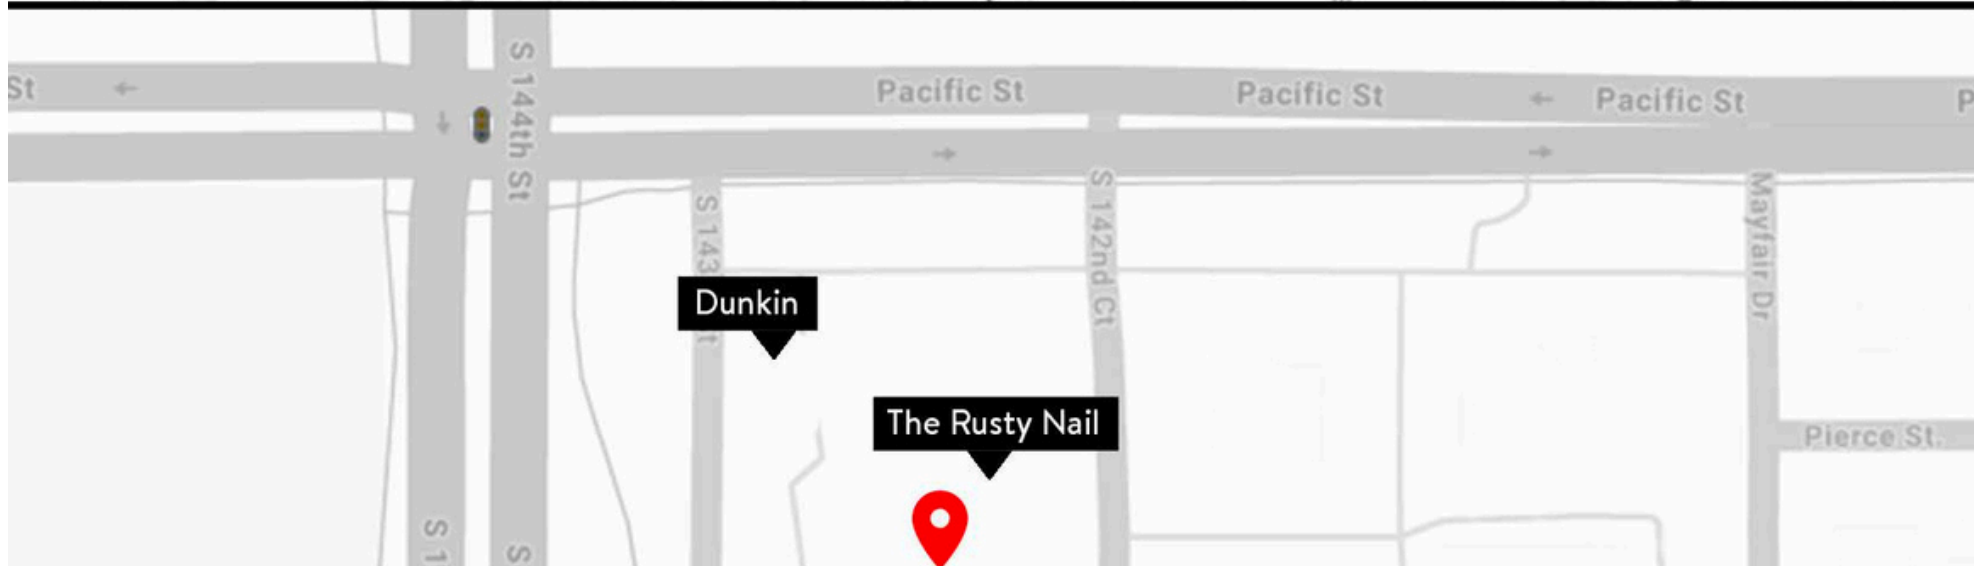 St
Pacific St
Pacific St
Pacific St
P
S 144th St
S 143
t
S 142nd Ct
Mayfair Dr
Dunkin
The Rusty Nail
Pierce St.
S 1
S